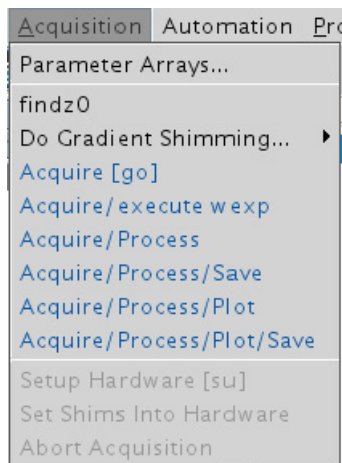 Acquisition Automation Pro
Parameter Arrays...
findz0
Do Gradient Shimming...
Acquire [go]
Acquire/execute wexp
Acquire/Process
Acquire/Process/Save
Acquire/Process/Plot
Acquire/Process/Plot/Save
Setup Hardware [su]
Set Shims Into Hardware
Abort Acquisition